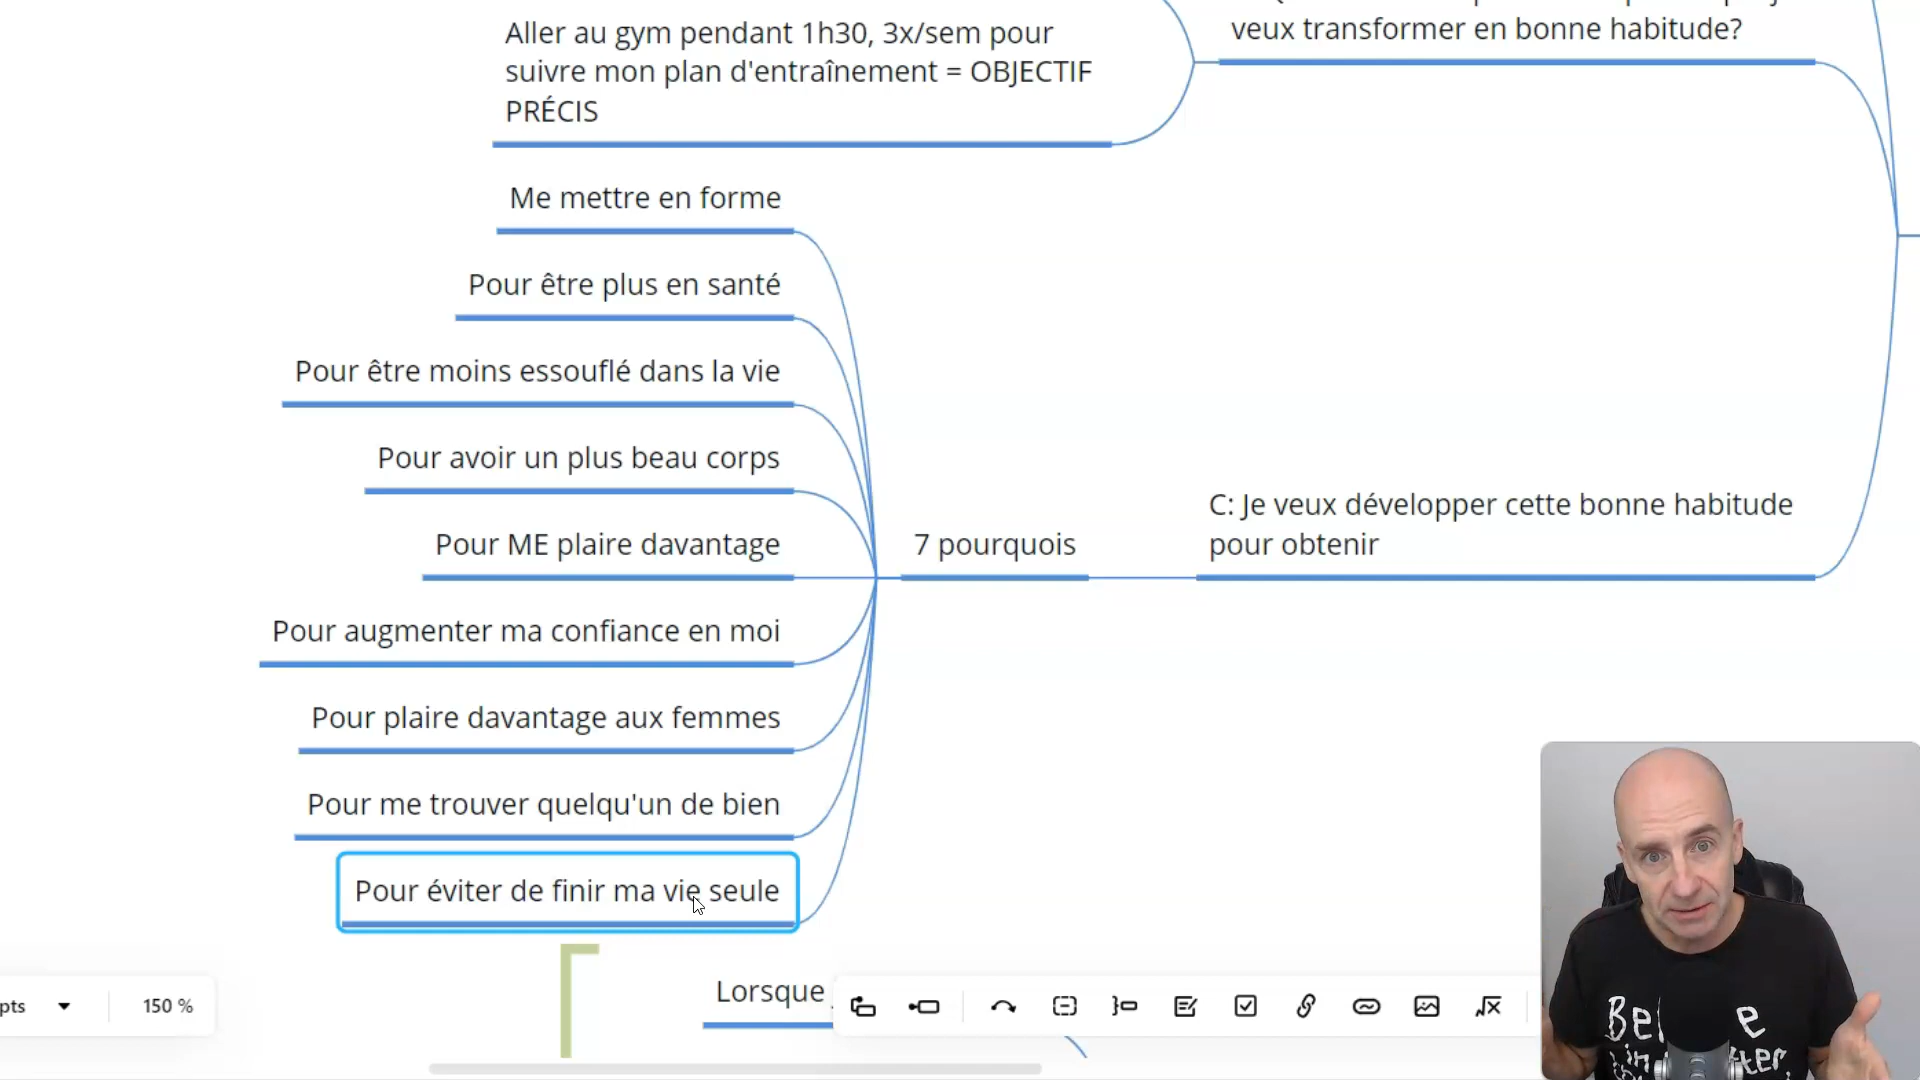 Aller au gym pendant 1h30, 3x/sem pour
suivre mon plan d'entraînement = OBJECTIF
PRÉCIS
veux transformer en bonne habitude?
Me mettre en forme
Pour être plus en santé
Pour être moins essouflé dans la vie
Pour avoir un plus beau corps
Pour ME plaire davantage
Pour augmenter ma confiance en moi
Pour plaire davantage aux femmes
Pour me trouver quelqu'un de bien
Pour éviter de finir ma vie seule
7 pourquois
C: Je veux développer cette bonne habitude
pour obtenir
Lorsque
pts
150 %